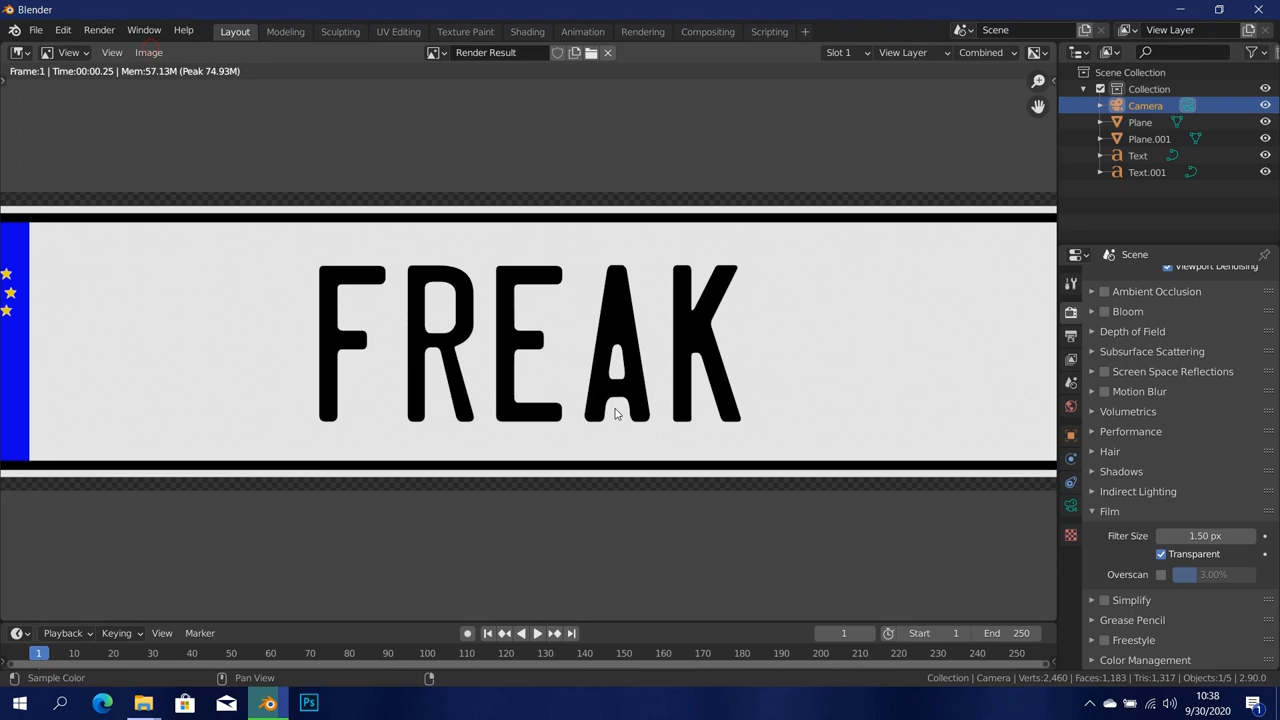 Blender
File Edit Render Window Help
Layout Modeling Sculpting UV Editing Texture Paint Shading Animation Rendering Compositing Scripting +
Scene
View Layer
View View Image
Render Result
Slot 1 View Layer Combined
Frame:1 | Time:00:00.25 | Mem:57.13M (Peak 74.93M)
FREAK
Scene Collection
Collection
Camera
Plane
Plane.001
Text
Text.001
Scene
Viewport Denoising
Ambient Occlusion
Bloom
Depth of Field
Subsurface Scattering
Screen Space Reflections
Motion Blur
Volumetrics
Performance
Hair
Shadows
Indirect Lighting
Film
Filter Size 1.50 px
Transparent
Overscan 3.00%
Simplify
Grease Pencil
Freestyle
Color Management
Playback Keying View Marker
1 Start 1 End 250
1 10 20 30 40 50 60 70 80 90 100 110 120 130 140 150 160 170 180 190 200 210 220 230 240 250
Sample Color Pan View
Collection | Camera | Verts:2,460 | Faces:1,183 | Tris:1,317 | Objects:1/5 | 2.90.0
Ps
10:38
9/30/2020
1